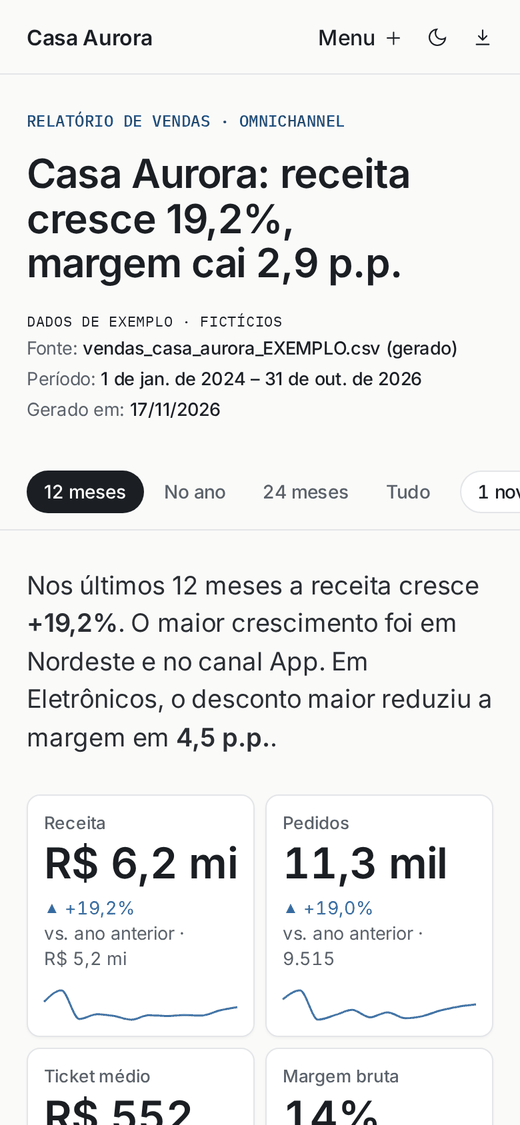 Casa Aurora
Menu +
RELATÓRIO DE VENDAS · OMNICHANNEL
Casa Aurora: receita
cresce 19,2%,
margem cai 2,9 p.p.
DADOS DE EXEMPLO · FICTÍCIOS
Fonte: vendas_casa_aurora_EXEMPLO.csv (gerado)
Período: 1 de jan. de 2024 – 31 de out. de 2026
Gerado em: 17/11/2026
12 meses No ano 24 meses Tudo 1 nov
Nos últimos 12 meses a receita cresce
+19,2%. O maior crescimento foi em
Nordeste e no canal App. Em
Eletrônicos, o desconto maior reduziu a
margem em 4,5 p.p..
Receita
R$ 6,2 mi
▲ +19,2%
vs. ano anterior ·
R$ 5,2 mi
Pedidos
11,3 mil
▲ +19,0%
vs. ano anterior ·
9.515
Ticket médio
R$ 552
Margem bruta
14%